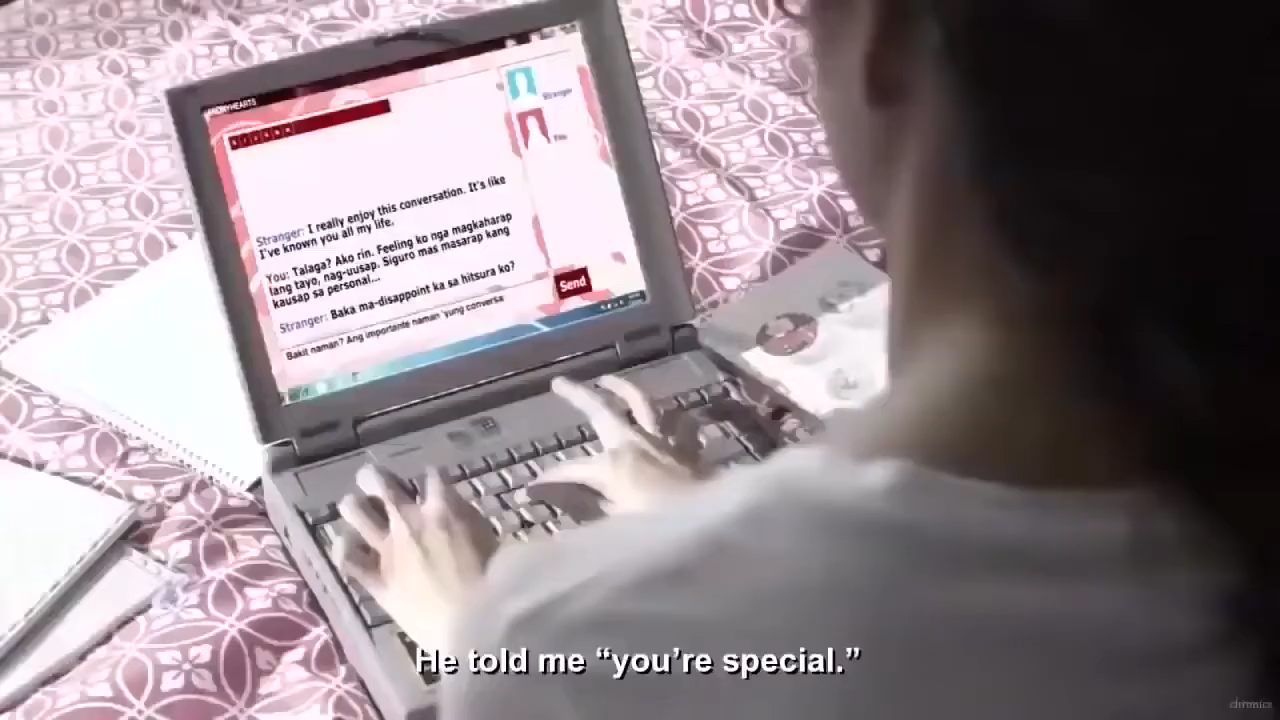 ANONYHEARTS
Stranger
You
Stranger: I really enjoy this conversation. It's like
I've known you all my life.
You: Talaga? Ako rin. Feeling ko nga magkaharap
lang tayo, nag-uusap. Siguro mas masarap kang
kausap sa personal...
Stranger: Baka ma-disappoint ka sa hitsura ko?
Send
Bakit naman? Ang importante naman 'yung conversa
He told me “you’re special.”
chronicx